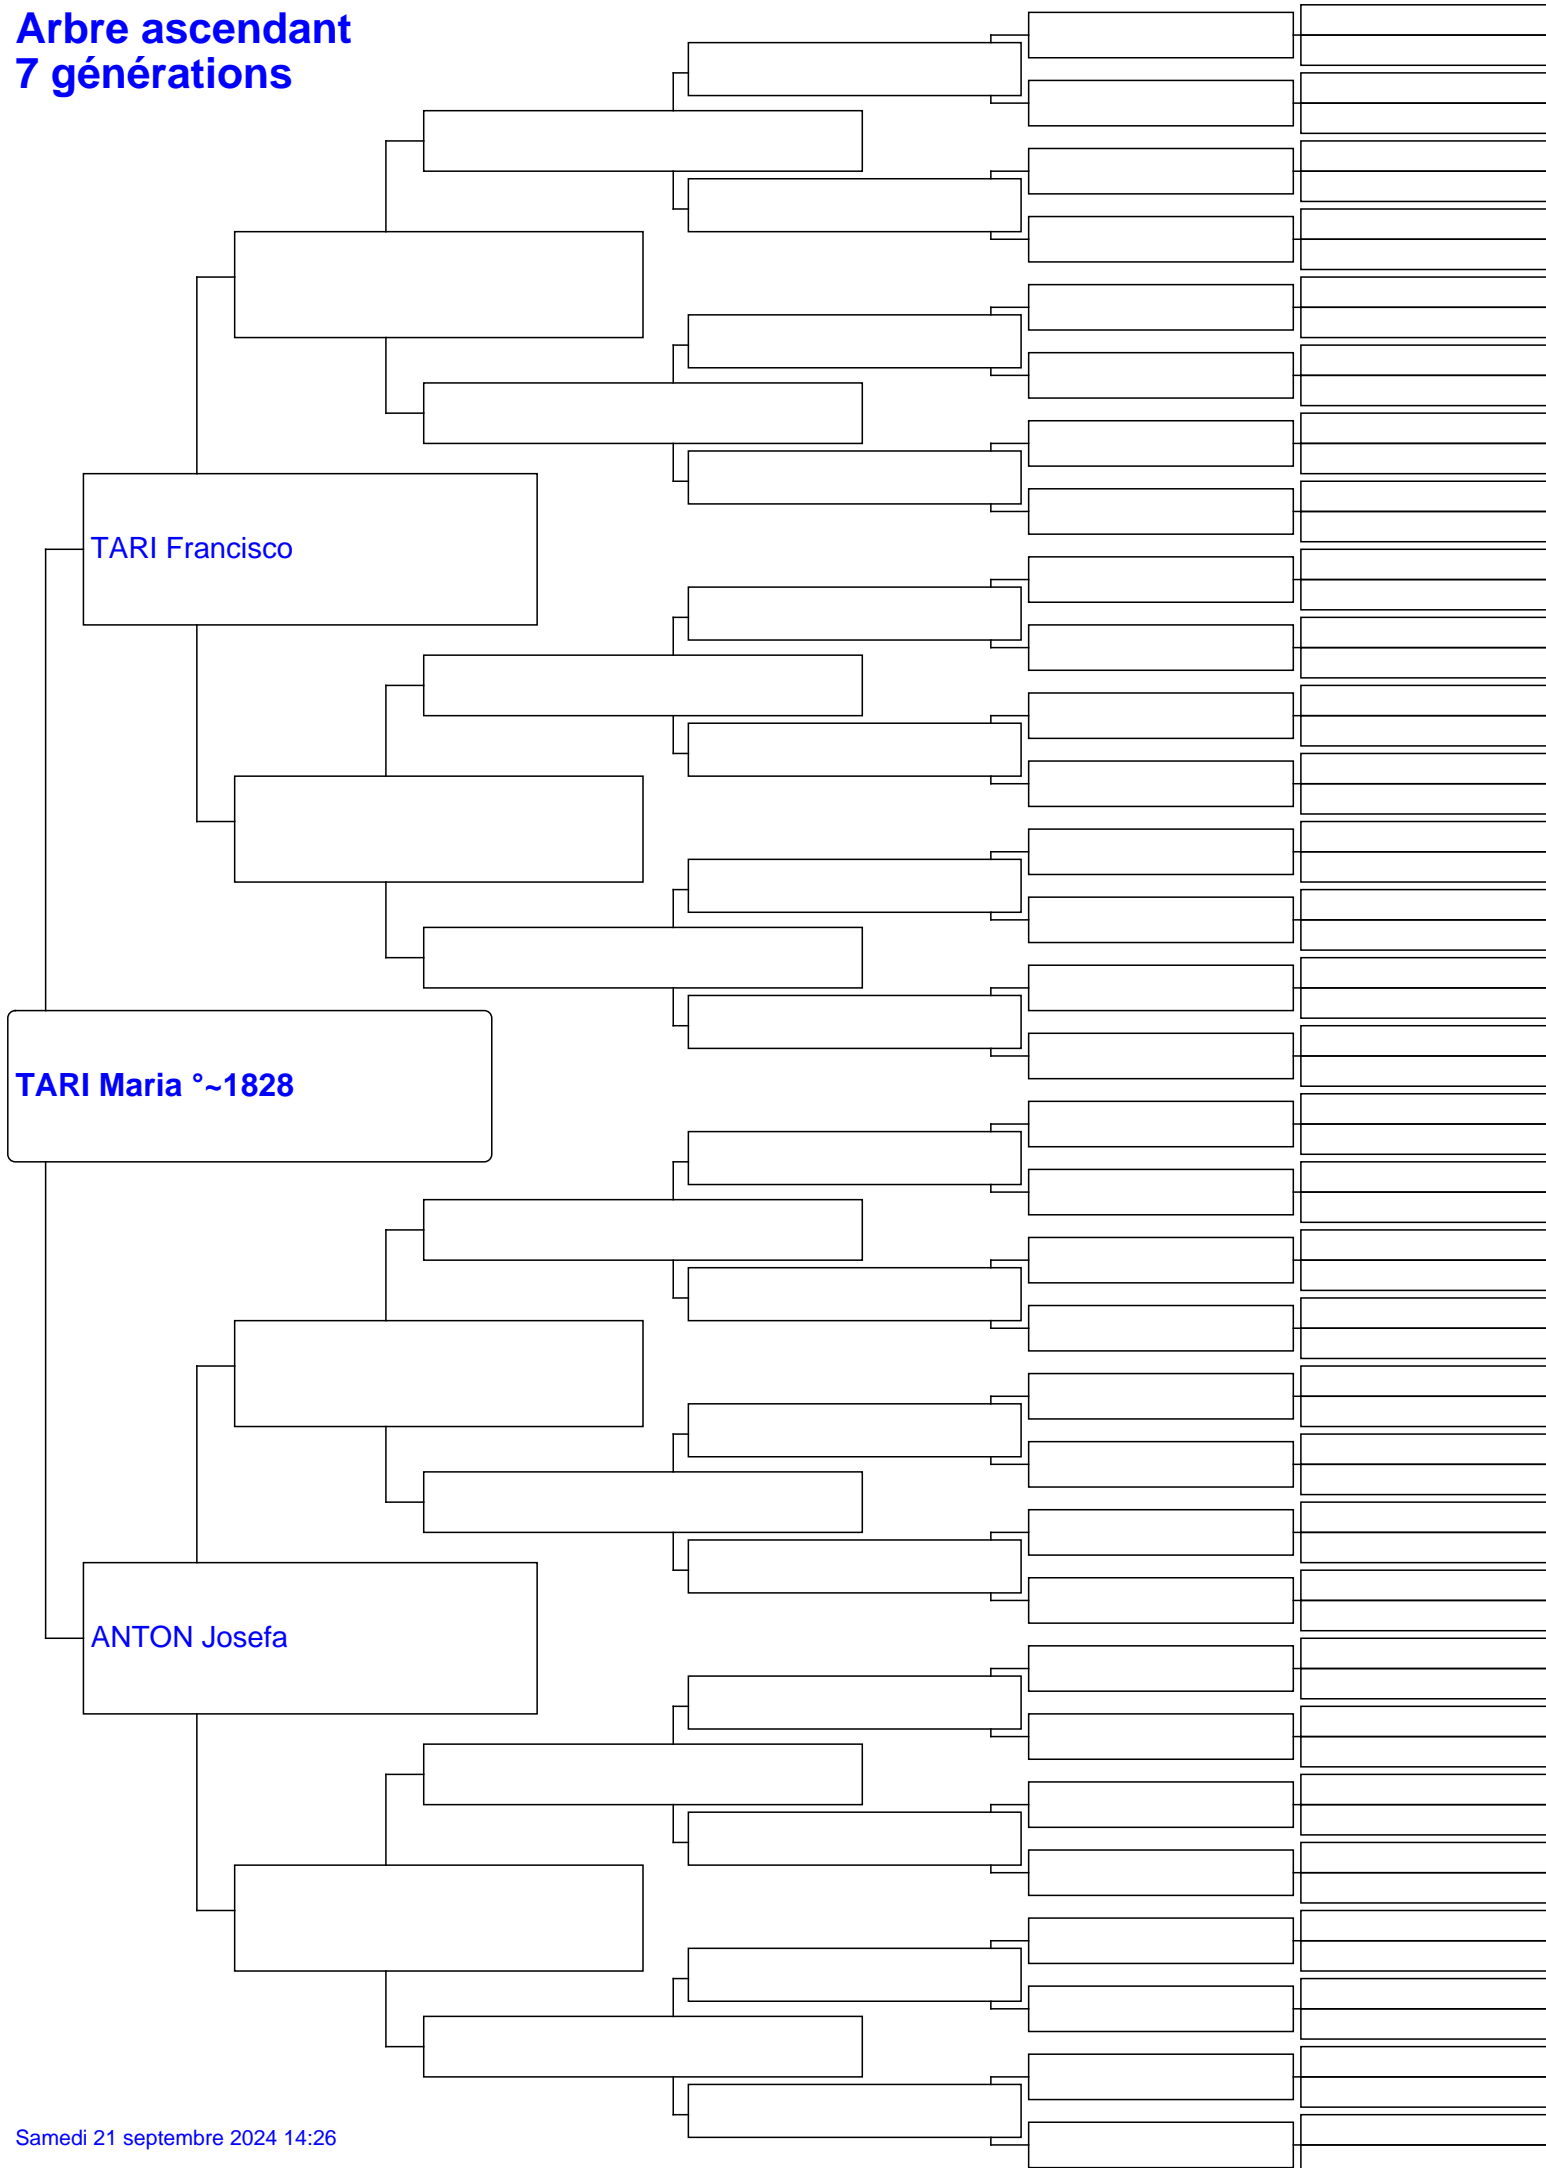 Arbre ascendant
7 générations
TARI Francisco
TARI Maria °~1828
ANTON Josefa
Samedi 21 septembre 2024 14:26